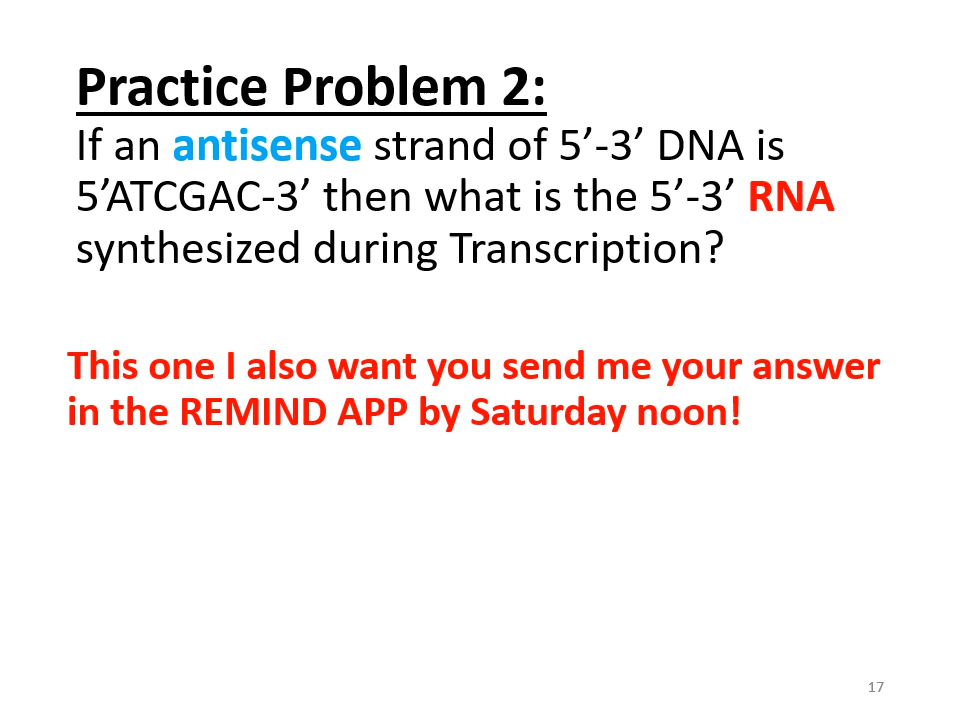 Practice Problem 2:
If an antisense strand of 5’-3’ DNA is
5’ATCGAC-3’ then what is the 5’-3’ RNA
synthesized during Transcription?
This one I also want you send me your answer
in the REMIND APP by Saturday noon!
17